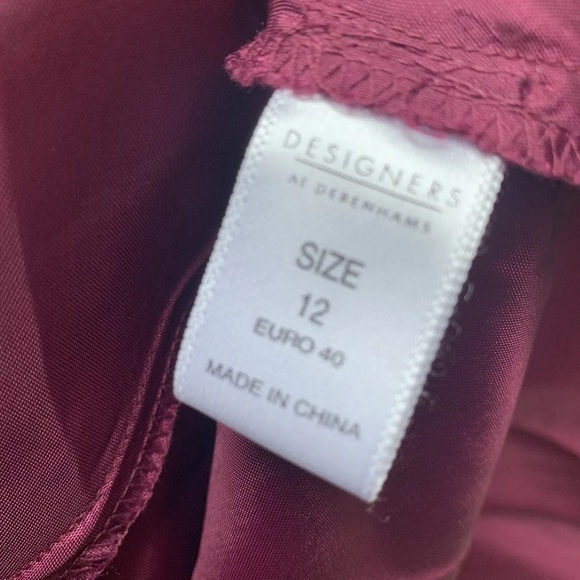 DESIGNERS
AT DEBENHAMS
SIZE
12
EURO 40
MADE IN CHINA